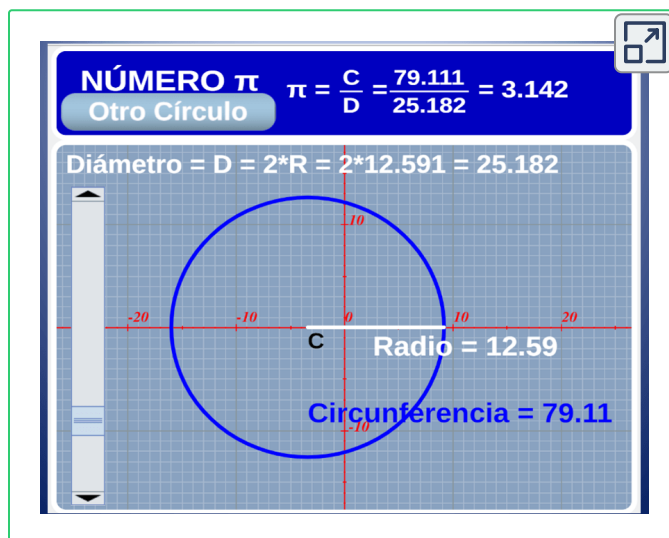 NÚMERO π
Otro Círculo
π = C/D = 79.111/25.182 = 3.142
Diámetro = D = 2*R = 2*12.591 = 25.182
10
-20 -10 0 10 20
C
Radio = 12.59
Circunferencia = 79.11
-10